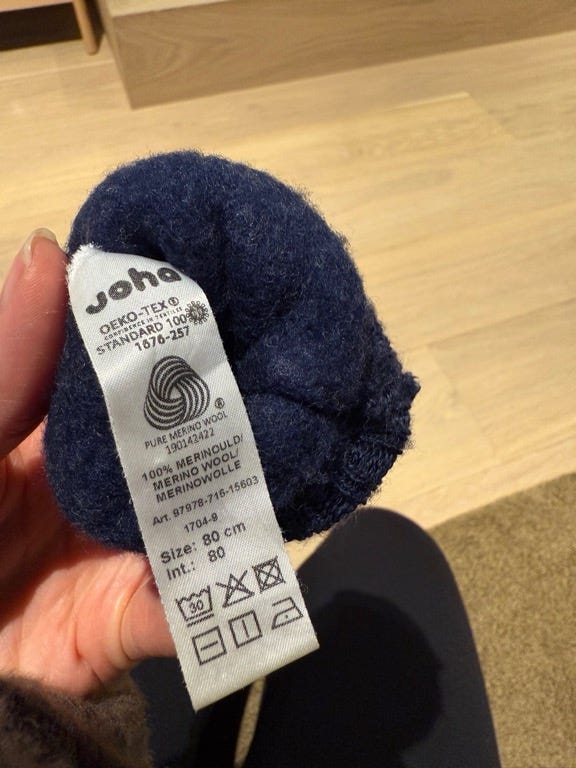 joha
OEKO-TEX®
CONFIDENCE IN TEXTILES
STANDARD 100
1676-257
®
PURE MERINO WOOL
190142422
100% MERINOULD/
MERINO WOOL/
MERINOWOLLE
Art. 97978-716-15603
1704-9
Size: 80 cm
Int.: 80
30